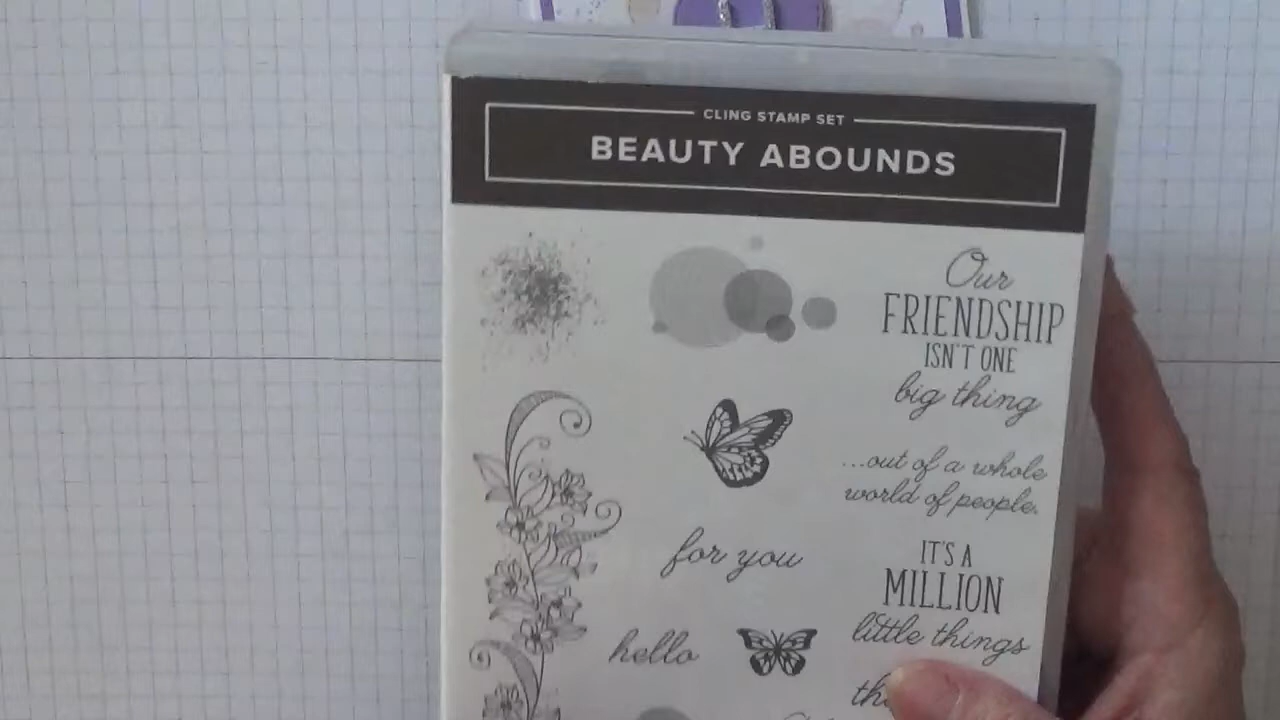 CLING STAMP SET
BEAUTY ABOUNDS
Our
FRIENDSHIP
ISN'T ONE
big thing
...out of a whole
world of people.
for you
IT'S A
MILLION
little things
hello